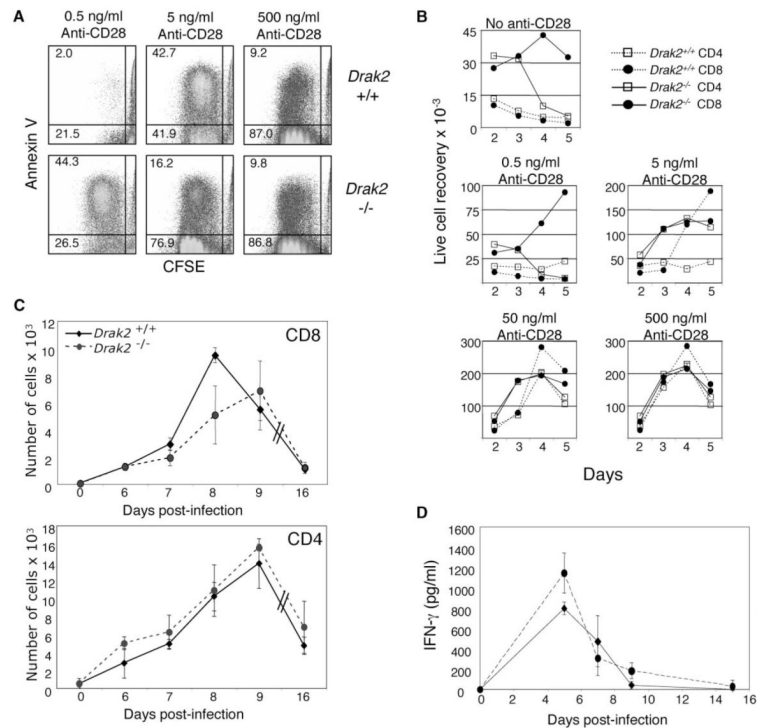 A
0.5 ng/ml Anti-CD28
5 ng/ml Anti-CD28
500 ng/ml Anti-CD28
2.0
42.7
9.2
21.5
41.9
87.0
Drak2 +/+
44.3
16.2
9.8
26.5
76.9
86.8
Drak2 -/-
Annexin V
CFSE
B
No anti-CD28
45
30
15
2 3 4 5
Drak2+/+ CD4
Drak2+/+ CD8
Drak2-/- CD4
Drak2-/- CD8
Live cell recovery x 10-3
0.5 ng/ml
Anti-CD28
100
75
50
25
2 3 4 5
5 ng/ml
Anti-CD28
200
150
100
50
2 3 4 5
50 ng/ml
Anti-CD28
300
200
100
2 3 4 5
500 ng/ml
Anti-CD28
300
200
100
2 3 4 5
Days
C
Drak2 +/+
Drak2 -/-
CD8
Number of cells x 10³
12
10
8
6
4
2
0
0 6 7 8 9 16
Days post-infection
CD4
Number of cells x 10³
18
16
14
12
10
8
6
4
2
0
0 6 7 8 9 16
Days post-infection
D
IFN-γ (pg/ml)
1600
1400
1200
1000
800
600
400
200
0
0 2 4 6 8 10 12 14 16
Days post-infection